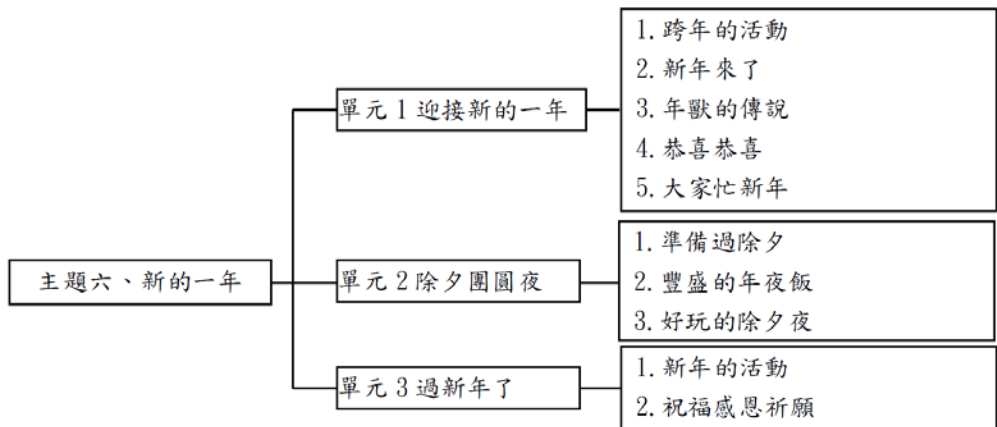 主題六、新的一年
單元1迎接新的一年
1.跨年的活動
2.新年來了
3.年獸的傳說
4.恭喜恭喜
5.大家忙新年
單元2除夕團圓夜
1.準備過除夕
2.豐盛的年夜飯
3.好玩的除夕夜
單元3過新年了
1.新年的活動
2.祝福感恩祈願